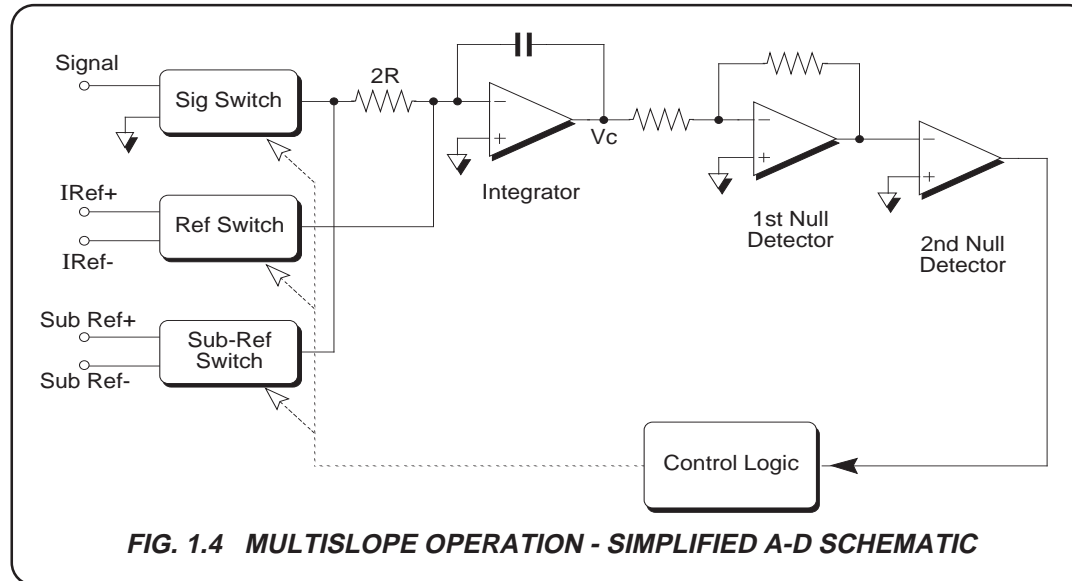 Signal
Sig Switch
2R
−
+
Vc
Integrator
−
+
1st Null
Detector
−
+
2nd Null
Detector
IRef+
IRef-
Ref Switch
Sub Ref+
Sub Ref-
Sub-Ref
Switch
Control Logic
FIG. 1.4 MULTISLOPE OPERATION - SIMPLIFIED A-D SCHEMATIC